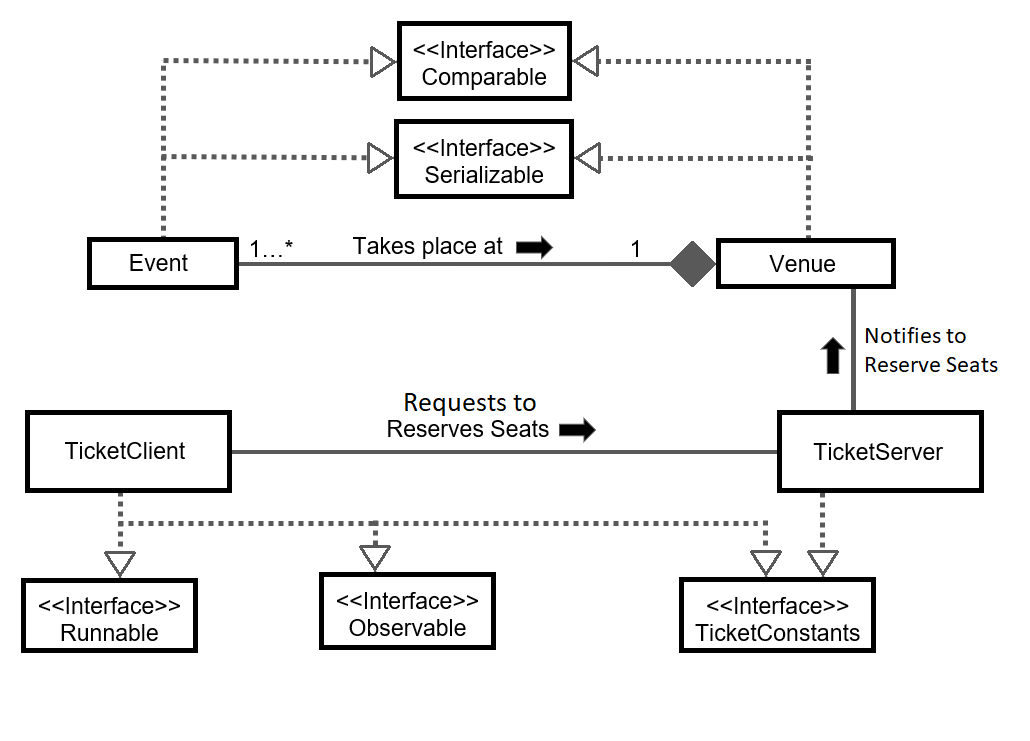 <<Interface>>
Comparable
<<Interface>>
Serializable
1...*
Takes place at
1
Event
Venue
Notifies to
Reserve Seats
Requests to
Reserves Seats
TicketClient
TicketServer
<<Interface>>
Runnable
<<Interface>>
Observable
<<Interface>>
TicketConstants